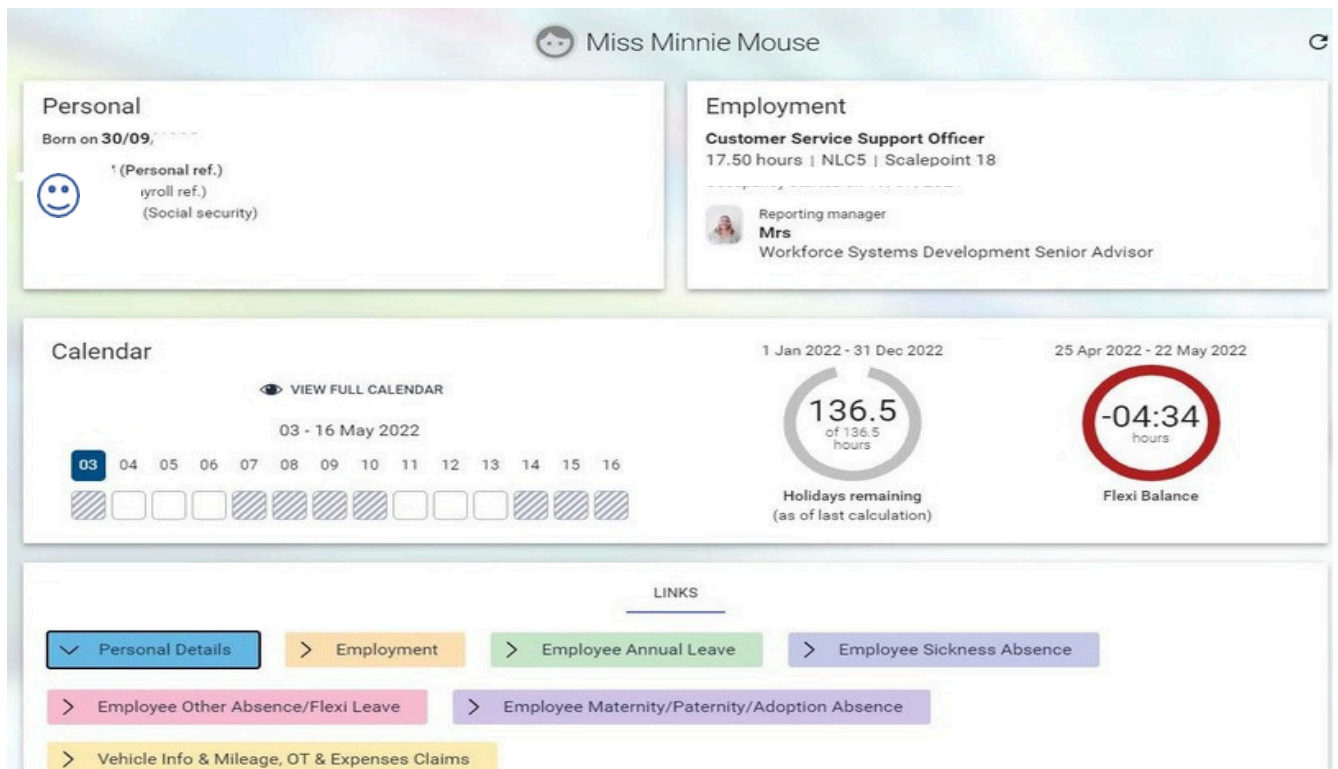 Miss Minnie Mouse
Personal
Born on 30/09/
(Personal ref.)
ref.)
(Social security)
Employment
Customer Service Support Officer
17.50 hours | NLC5 | Scalepoint 18
Reporting manager
Mrs
Workforce Systems Development Senior Advisor
Calendar
VIEW FULL CALENDAR
03 - 16 May 2022
03 04 05 06 07 08 09 10 11 12 13 14 15 16
1 Jan 2022 - 31 Dec 2022
136.5
of 136.5
hours
Holidays remaining
(as of last calculation)
25 Apr 2022 - 22 May 2022
-04:34
hours
Flexi Balance
LINKS
Personal Details
Employment
Employee Annual Leave
Employee Sickness Absence
Employee Other Absence/Flexi Leave
Employee Maternity/Paternity/Adoption Absence
Vehicle Info & Mileage, OT & Expenses Claims